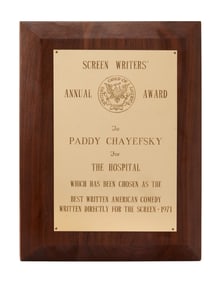 SCREEN WRITERS'
ANNUAL AWARD
To
PADDY CHAYEFSKY
For
THE HOSPITAL
WHICH HAS BEEN CHOSEN AS THE
BEST WRITTEN AMERICAN COMEDY
WRITTEN DIRECTLY FOR THE SCREEN - 1971